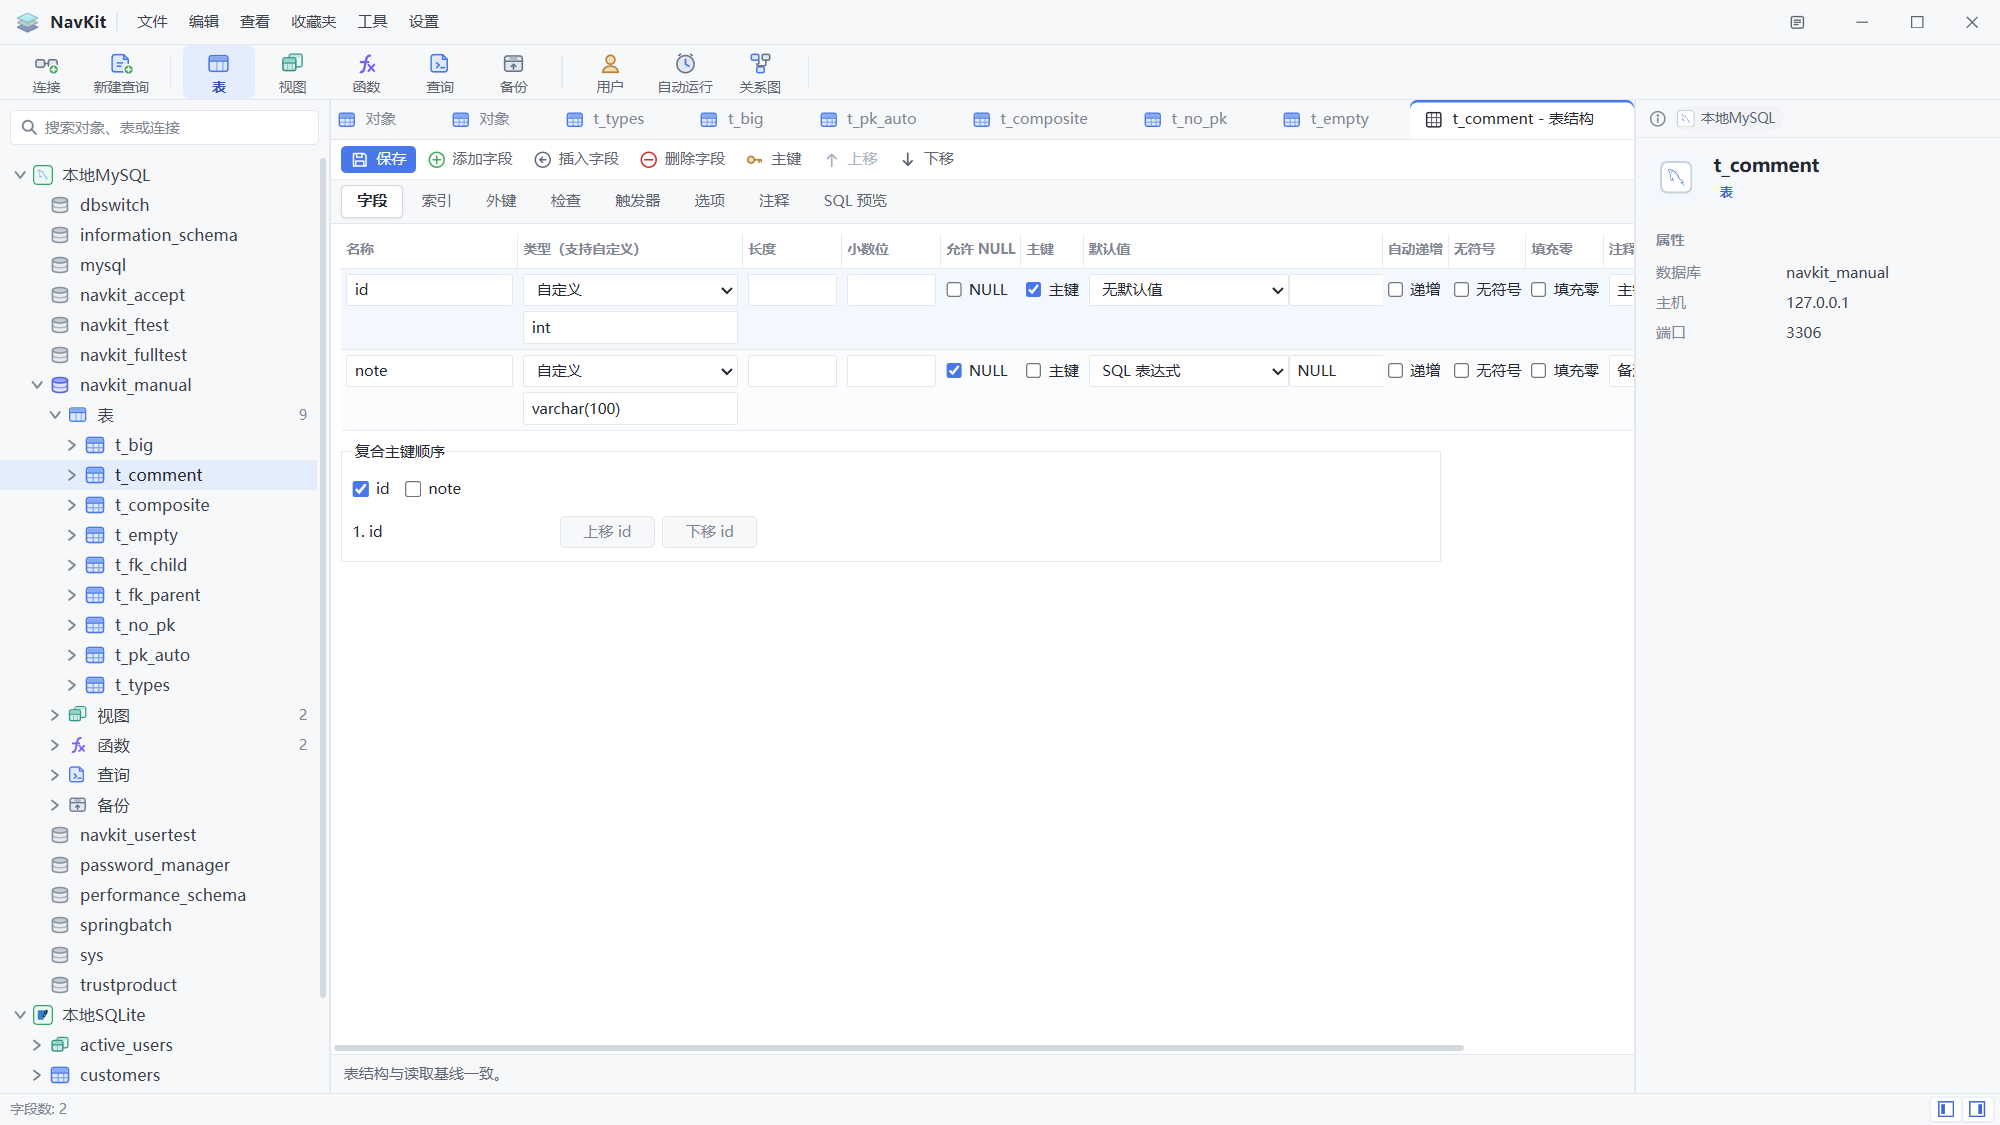 NavKit 文件 编辑 查看 收藏夹 工具 设置
连接 新建查询 表 视图 函数 查询 备份 用户 自动运行 关系图
搜索对象、表或连接
本地MySQL
dbswitch
information_schema
mysql
navkit_accept
navkit_ftest
navkit_fulltest
navkit_manual
表 9
t_big
t_comment
t_composite
t_empty
t_fk_child
t_fk_parent
t_no_pk
t_pk_auto
t_types
视图 2
函数 2
查询
备份
navkit_usertest
password_manager
performance_schema
springbatch
sys
trustproduct
本地SQLite
active_users
customers
对象 对象 t_types t_big t_pk_auto t_composite t_no_pk t_empty t_comment - 表结构
保存 添加字段 插入字段 删除字段 主键 上移 下移
字段 索引 外键 检查 触发器 选项 注释 SQL 预览
名称 类型（支持自定义） 长度 小数位 允许 NULL 主键 默认值 自动递增 无符号 填充零 注释
id 自定义 NULL 主键 无默认值 递增 无符号 填充零 主
int
note 自定义 NULL 主键 SQL 表达式 NULL 递增 无符号 填充零 备
varchar(100)
复合主键顺序
id note
1. id 上移 id 下移 id
表结构与读取基线一致。
本地MySQL
t_comment
表
属性
数据库 navkit_manual
主机 127.0.0.1
端口 3306
字段数: 2